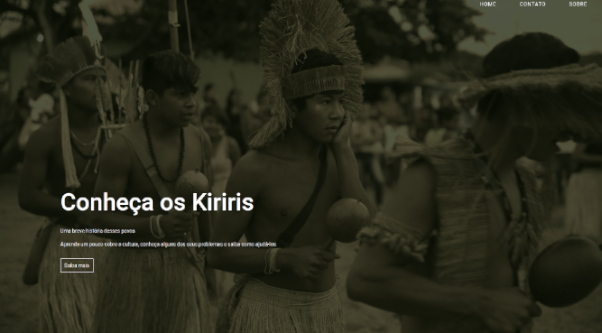 HOME CONTATO SOBRE
Conheça os Kiriris
Uma breve história desses povos
Aprenda um pouco sobre a cultura, conheça alguns dos seus problemas e saiba como ajudá-los
Saiba mais